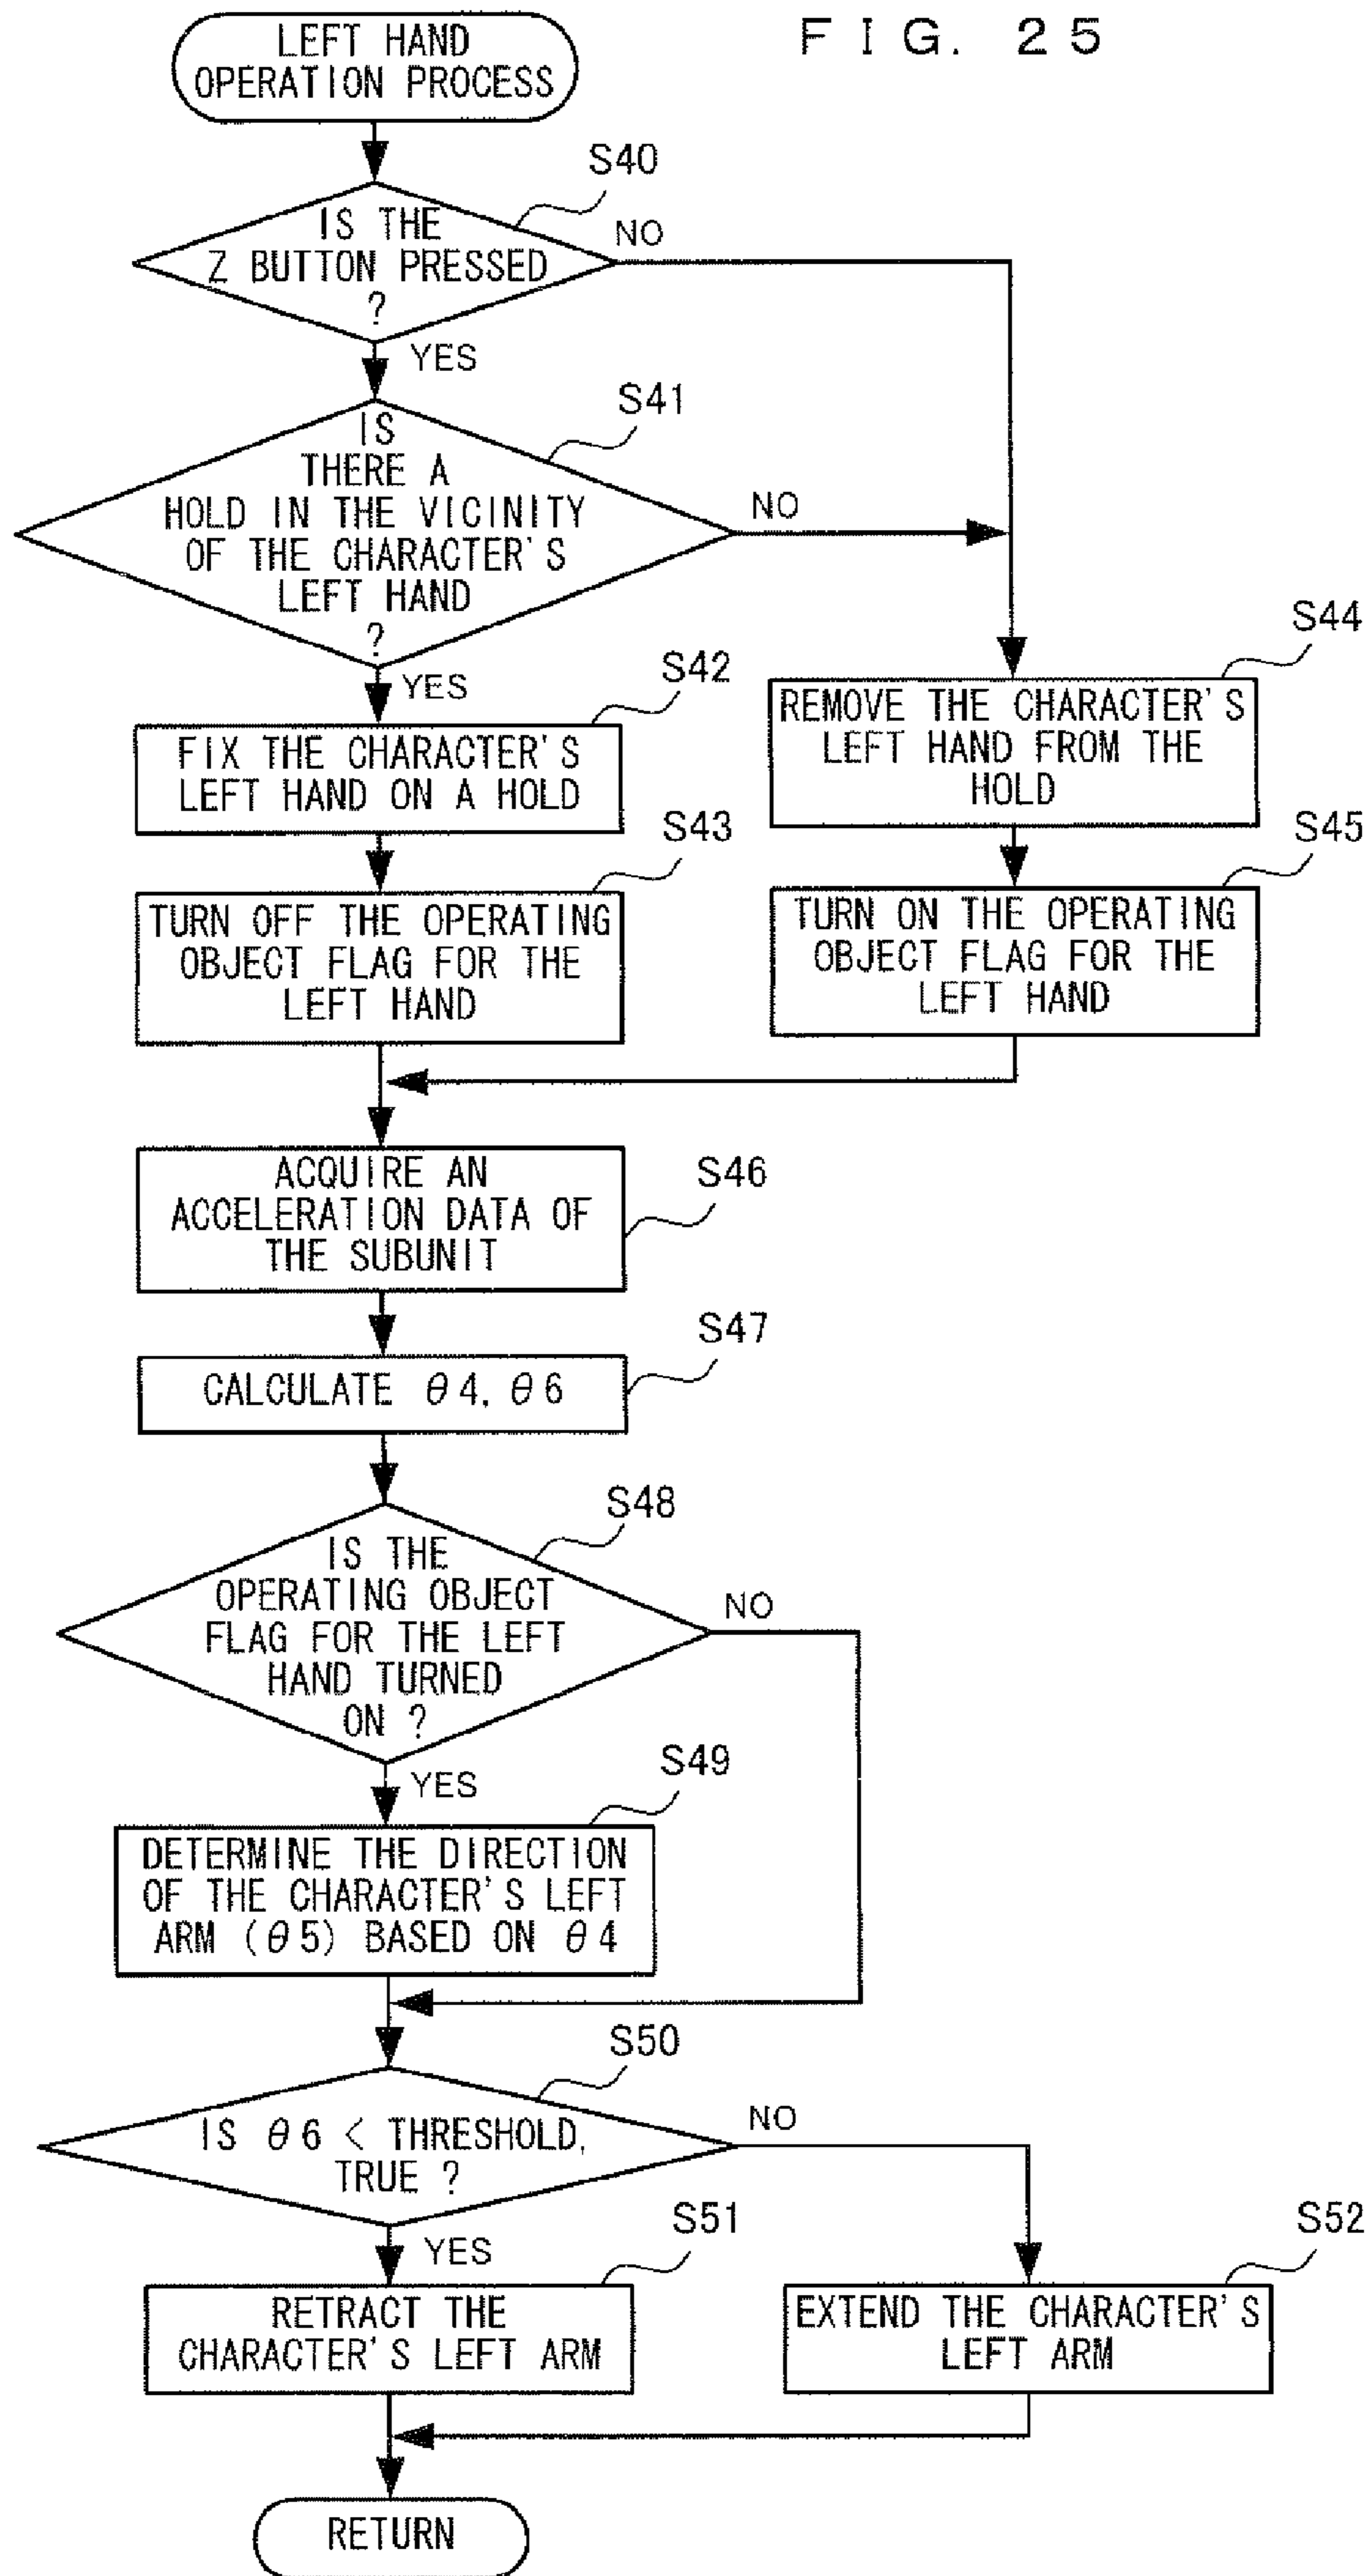 FIG. 25
LEFT HAND
OPERATION PROCESS
S40
IS THE
Z BUTTON PRESSED
?
NO
YES
S41
IS
THERE A
HOLD IN THE VICINITY
OF THE CHARACTER'S
LEFT HAND
?
NO
YES
S42
FIX THE CHARACTER'S
LEFT HAND ON A HOLD
S44
REMOVE THE CHARACTER'S
LEFT HAND FROM THE
HOLD
S43
TURN OFF THE OPERATING
OBJECT FLAG FOR THE
LEFT HAND
S45
TURN ON THE OPERATING
OBJECT FLAG FOR THE
LEFT HAND
S46
ACQUIRE AN
ACCELERATION DATA OF
THE SUBUNIT
S47
CALCULATE θ4, θ6
S48
IS THE
OPERATING OBJECT
FLAG FOR THE LEFT
HAND TURNED
ON ?
NO
YES
S49
DETERMINE THE DIRECTION
OF THE CHARACTER'S LEFT
ARM (θ5) BASED ON θ4
S50
IS θ6 < THRESHOLD,
TRUE ?
NO
YES
S51
RETRACT THE
CHARACTER'S LEFT ARM
S52
EXTEND THE CHARACTER'S
LEFT ARM
RETURN